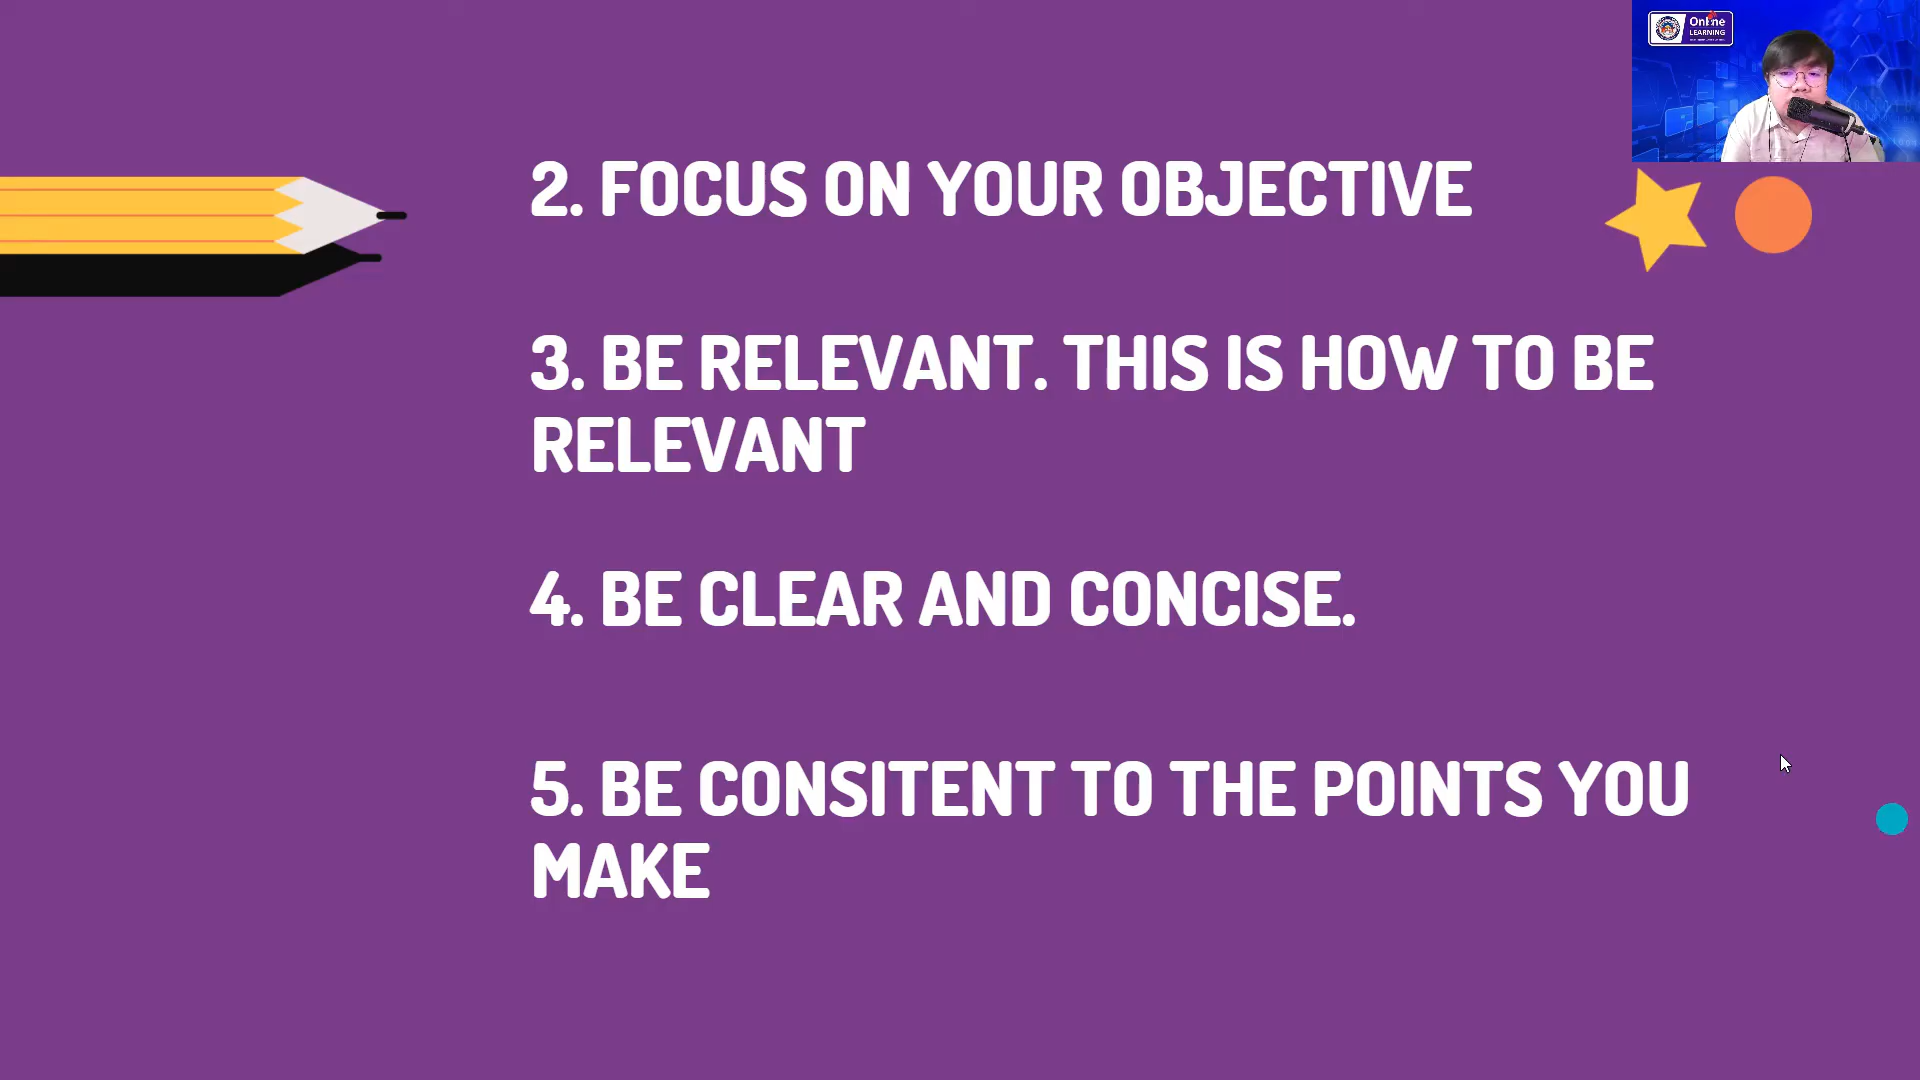 Online
LEARNING
2. FOCUS ON YOUR OBJECTIVE
3. BE RELEVANT. THIS IS HOW TO BE
RELEVANT
4. BE CLEAR AND CONCISE.
5. BE CONSITENT TO THE POINTS YOU
MAKE